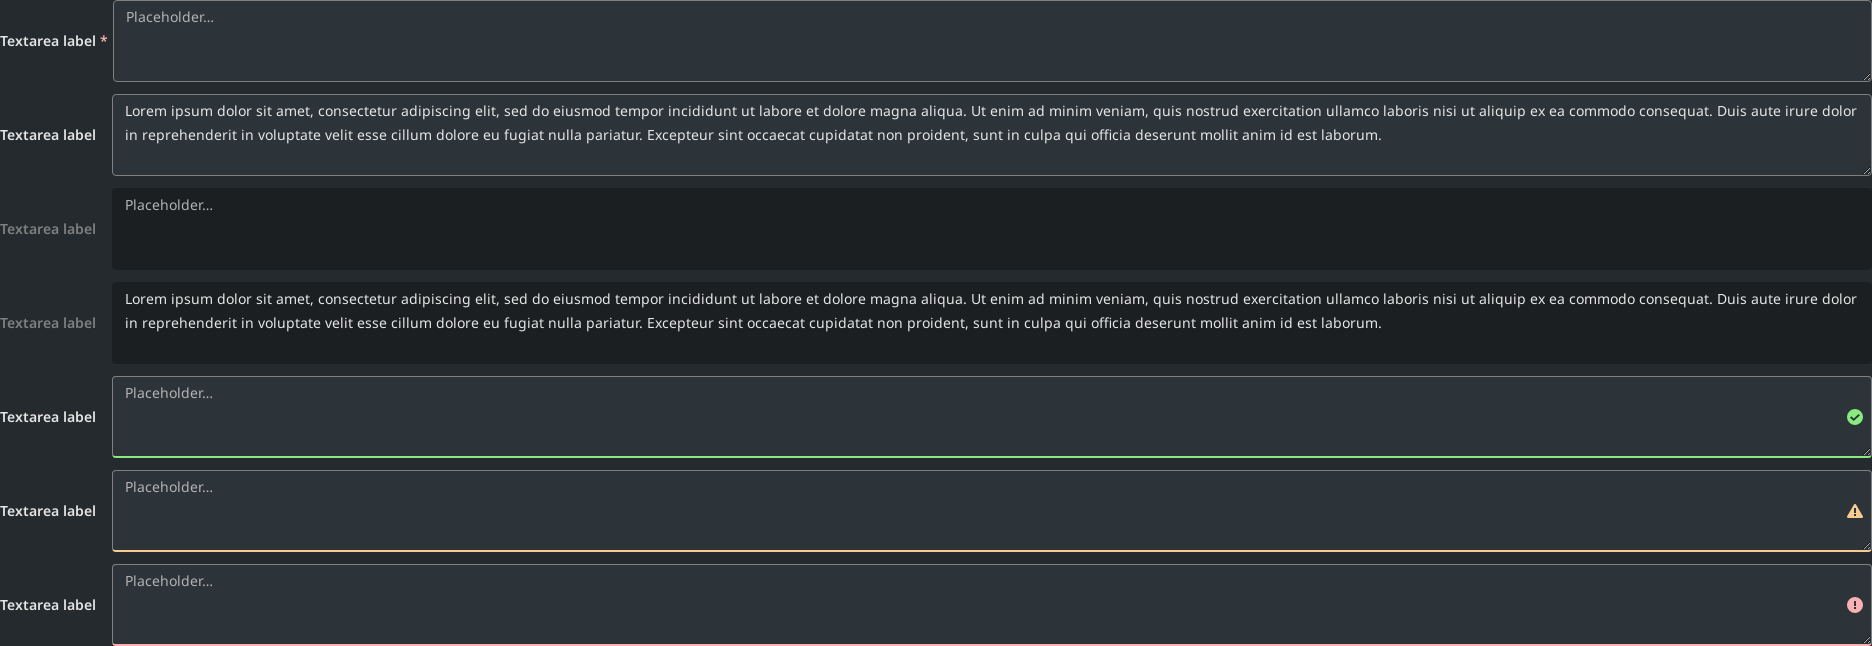 Textarea label *
Placeholder...
Textarea label
Lorem ipsum dolor sit amet, consectetur adipiscing elit, sed do eiusmod tempor incididunt ut labore et dolore magna aliqua. Ut enim ad minim veniam, quis nostrud exercitation ullamco laboris nisi ut aliquip ex ea commodo consequat. Duis aute irure dolor
in reprehenderit in voluptate velit esse cillum dolore eu fugiat nulla pariatur. Excepteur sint occaecat cupidatat non proident, sunt in culpa qui officia deserunt mollit anim id est laborum.
Textarea label
Placeholder...
Textarea label
Lorem ipsum dolor sit amet, consectetur adipiscing elit, sed do eiusmod tempor incididunt ut labore et dolore magna aliqua. Ut enim ad minim veniam, quis nostrud exercitation ullamco laboris nisi ut aliquip ex ea commodo consequat. Duis aute irure dolor
in reprehenderit in voluptate velit esse cillum dolore eu fugiat nulla pariatur. Excepteur sint occaecat cupidatat non proident, sunt in culpa qui officia deserunt mollit anim id est laborum.
Textarea label
Placeholder...
Textarea label
Placeholder...
Textarea label
Placeholder...